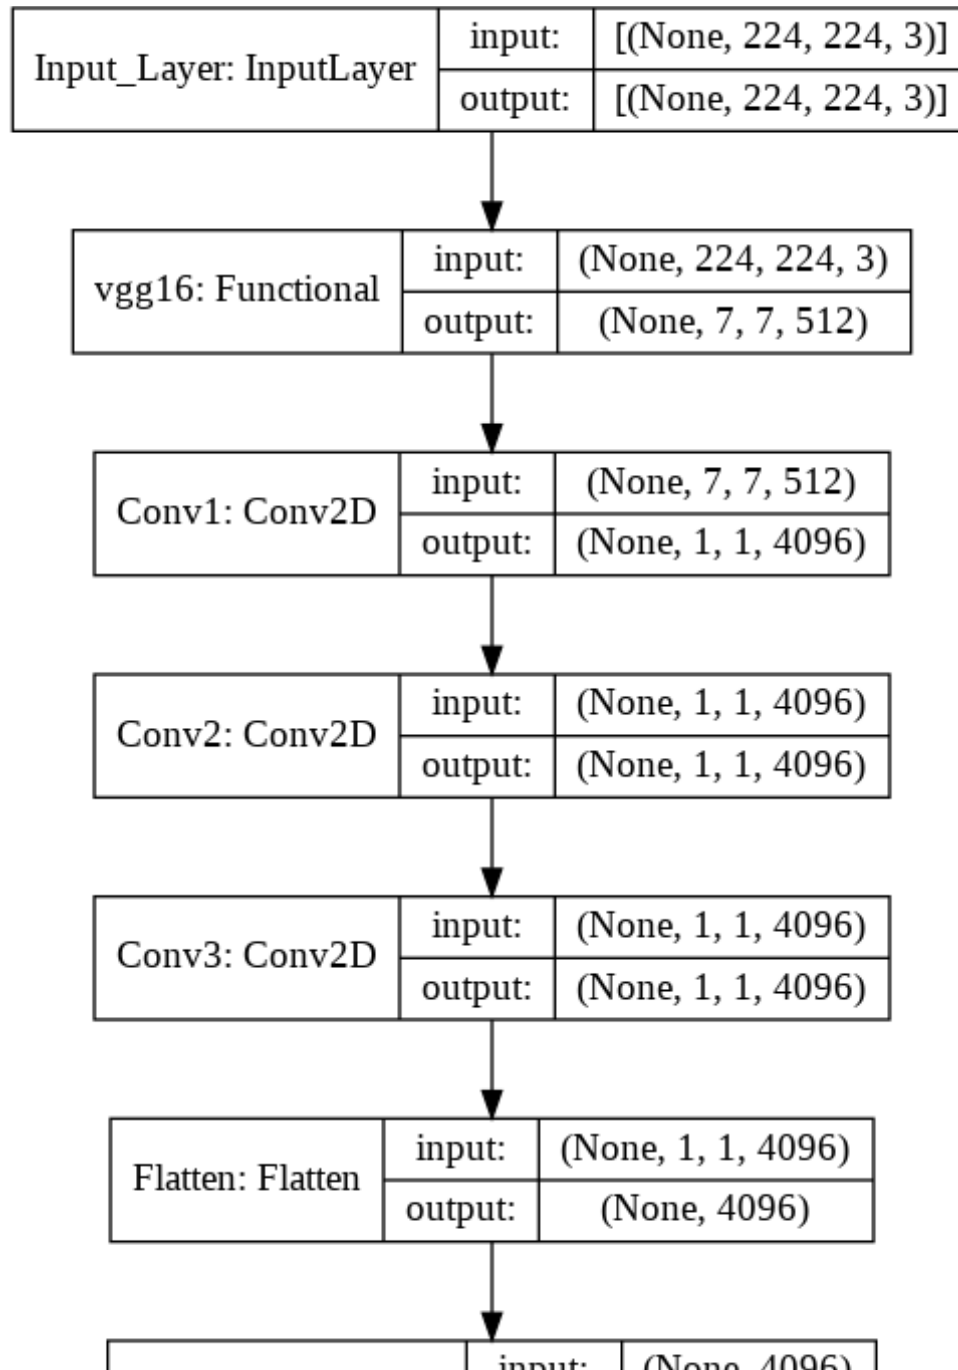 Input_Layer: InputLayer
input:
[(None, 224, 224, 3)]
output:
[(None, 224, 224, 3)]
vgg16: Functional
input:
(None, 224, 224, 3)
output:
(None, 7, 7, 512)
Conv1: Conv2D
input:
(None, 7, 7, 512)
output:
(None, 1, 1, 4096)
Conv2: Conv2D
input:
(None, 1, 1, 4096)
output:
(None, 1, 1, 4096)
Conv3: Conv2D
input:
(None, 1, 1, 4096)
output:
(None, 1, 1, 4096)
Flatten: Flatten
input:
(None, 1, 1, 4096)
output:
(None, 4096)
input:
(None, 4096)